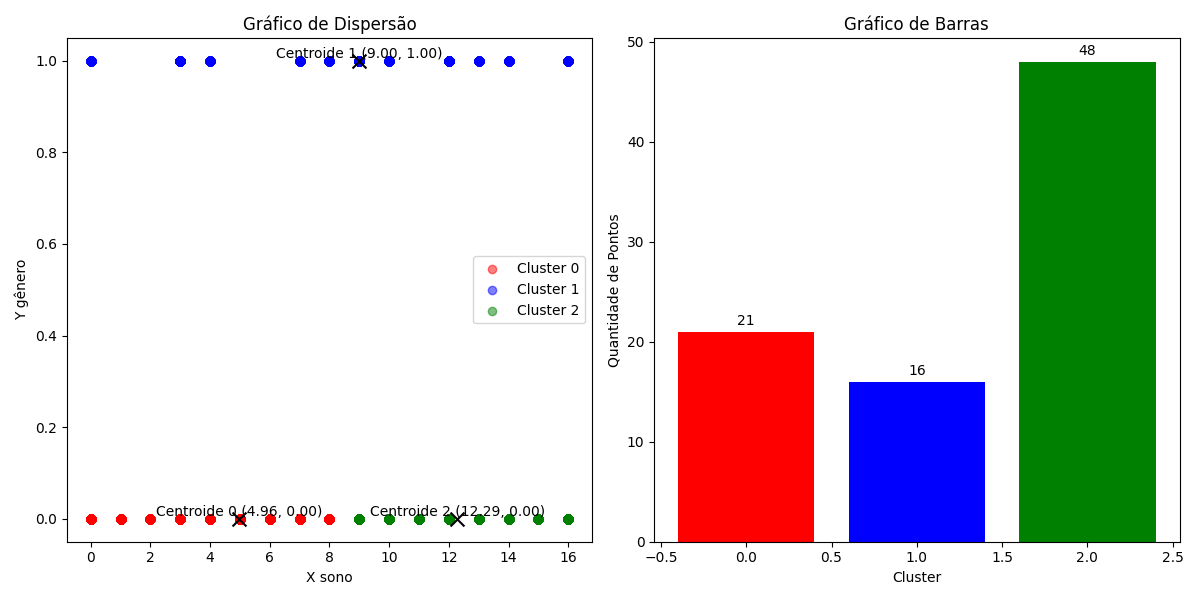 Gráfico de Dispersão
Centroide 1 (9.00, 1.00)
1.0
0.8
0.6
0.4
0.2
0.0
Y gênero
Cluster 0
Cluster 1
Cluster 2
Centroide 0 (4.96, 0.00)
Centroide 2 (12.29, 0.00)
0 2 4 6 8 10 12 14 16
X sono
Gráfico de Barras
50
40
30
20
10
0
Quantidade de Pontos
21
16
48
−0.5 0.0 0.5 1.0 1.5 2.0 2.5
Cluster